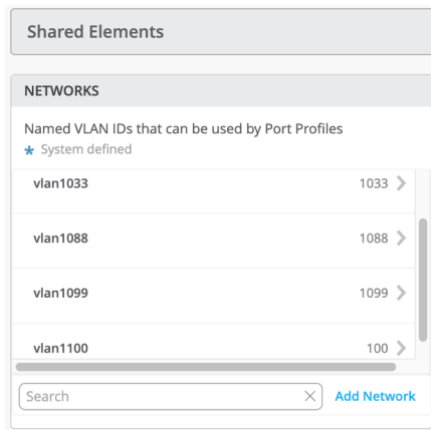 Shared Elements
NETWORKS
Named VLAN IDs that can be used by Port Profiles
* System defined
vlan1033 1033
vlan1088 1088
vlan1099 1099
vlan1100 100
Search Add Network